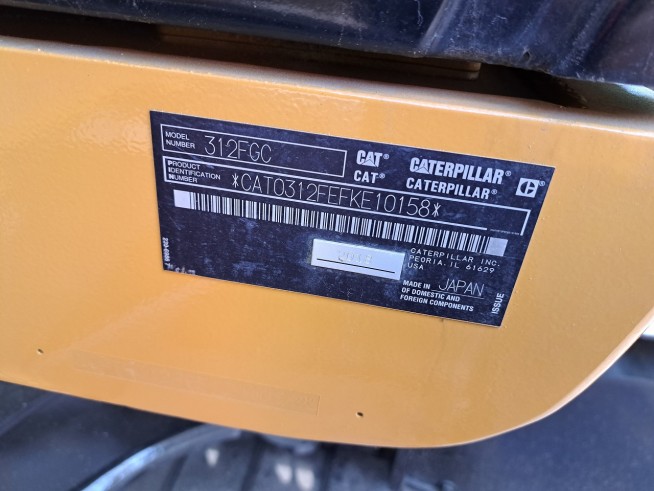 MODEL NUMBER 312FGC
CAT® CATERPILLAR®
CAT® CATERPILLAR®
PRODUCT IDENTIFICATION NUMBER *CAT0312FEFKE10158*
CATERPILLAR INC.
PEORIA, IL 61629
USA
MADE IN JAPAN
OF DOMESTIC AND
FOREIGN COMPONENTS
ISSUE